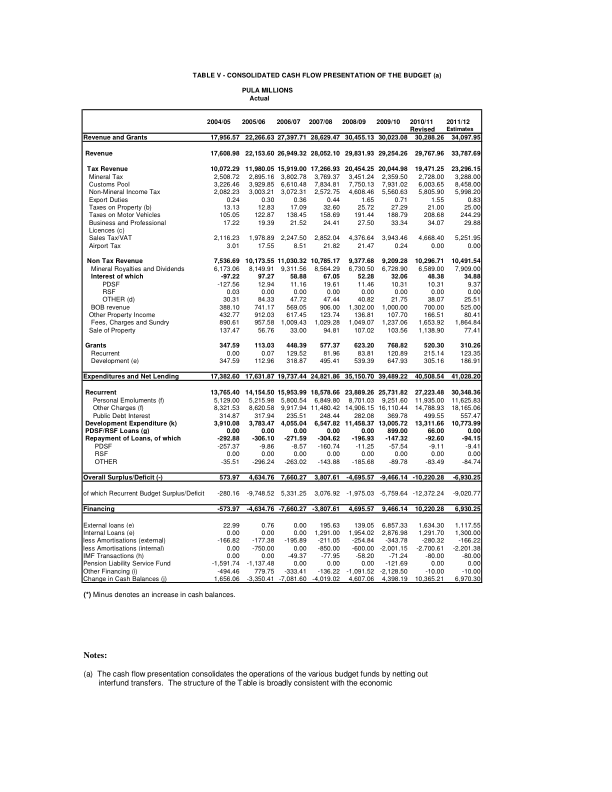 TABLE V - CONSOLIDATED CASH FLOW PRESENTATION OF THE BUDGET (a)
PULA MILLIONS
Actual
2004/05 2005/06 2006/07 2007/08 2008/09 2009/10 2010/11 2011/12
Revised Estimates
Revenue and Grants 17,956.57 22,266.63 27,397.71 28,629.47 30,455.13 30,023.08 30,288.26 34,097.95
Revenue 17,608.98 22,153.60 26,949.32 28,052.10 29,831.93 29,254.26 29,767.96 33,787.69
Tax Revenue 10,072.29 11,980.05 15,919.00 17,266.93 20,454.25 20,044.98 19,471.25 23,296.15
Mineral Tax 2,508.72 2,895.16 3,802.78 3,769.37 3,451.24 2,359.50 2,728.00 3,288.00
Customs Pool 3,226.46 3,929.85 6,610.48 7,834.81 7,750.13 7,931.02 6,003.65 8,458.00
Non-Mineral Income Tax 2,082.23 3,003.21 3,072.31 2,572.75 4,608.46 5,560.63 5,805.90 5,998.20
Export Duties 0.24 0.30 0.36 0.44 1.65 0.71 1.55 0.83
Taxes on Property (b) 13.13 12.83 17.09 32.60 25.72 27.29 21.00 25.00
Taxes on Motor Vehicles 105.05 122.87 138.45 158.69 191.44 188.79 208.68 244.29
Business and Professional 17.22 19.39 21.52 24.41 27.50 33.34 34.07 29.88
Licences (c)
Sales Tax/VAT 2,116.23 1,978.89 2,247.50 2,852.04 4,376.64 3,943.46 4,668.40 5,251.95
Airport Tax 3.01 17.55 8.51 21.82 21.47 0.24 0.00 0.00
Non Tax Revenue 7,536.69 10,173.55 11,030.32 10,785.17 9,377.68 9,209.28 10,296.71 10,491.54
Mineral Royalties and Dividends 6,173.06 8,149.91 9,311.56 8,564.29 6,730.50 6,728.90 6,589.00 7,909.00
Interest of which -97.22 97.27 58.88 67.05 52.28 32.06 48.38 34.88
PDSF -127.56 12.94 11.16 19.61 11.46 10.31 10.31 9.37
RSF 0.03 0.00 0.00 0.00 0.00 0.00 0.00 0.00
OTHER (d) 30.31 84.33 47.72 47.44 40.82 21.75 38.07 25.51
BOB revenue 388.10 741.17 569.05 906.00 1,302.00 1,000.00 700.00 525.00
Other Property Income 432.77 912.03 617.45 123.74 136.81 107.70 166.51 80.41
Fees, Charges and Sundry 890.61 957.58 1,009.43 1,029.28 1,049.07 1,237.06 1,653.92 1,864.84
Sale of Property 137.47 56.76 33.00 94.81 107.02 103.56 1,138.90 77.41
Grants 347.59 113.03 448.39 577.37 623.20 768.82 520.30 310.26
Recurrent 0.00 0.07 129.52 81.96 83.81 120.89 215.14 123.35
Development (e) 347.59 112.96 318.87 495.41 539.39 647.93 305.16 186.91
Expenditures and Net Lending 17,382.60 17,631.87 19,737.44 24,821.86 35,150.70 39,489.22 40,508.54 41,028.20
Recurrent 13,765.40 14,154.50 15,953.99 18,578.66 23,889.26 25,731.82 27,223.48 30,348.36
Personal Emoluments (f) 5,129.00 5,215.98 5,800.54 6,849.80 8,701.03 9,251.60 11,935.00 11,625.83
Other Charges (f) 8,321.53 8,620.58 9,917.94 11,480.42 14,906.15 16,110.44 14,788.93 18,165.06
Public Debt Interest 314.87 317.94 235.51 248.44 282.08 369.78 499.55 557.47
Development Expenditure (k) 3,910.08 3,783.47 4,055.04 6,547.82 11,458.37 13,005.72 13,311.66 10,773.99
PDSF/RSF Loans (g) 0.00 0.00 0.00 0.00 0.00 899.00 66.00 0.00
Repayment of Loans, of which -292.88 -306.10 -271.59 -304.62 -196.93 -147.32 -92.60 -94.15
PDSF -257.37 -9.86 -8.57 -160.74 -11.25 -57.54 -9.11 -9.41
RSF 0.00 0.00 0.00 0.00 0.00 0.00 0.00 0.00
OTHER -35.51 -296.24 -263.02 -143.88 -185.68 -89.78 -83.49 -84.74
Overall Surplus/Deficit (-) 573.97 4,634.76 7,660.27 3,807.61 -4,695.57 -9,466.14 -10,220.28 -6,930.25
of which Recurrent Budget Surplus/Deficit -280.16 -9,748.52 5,331.25 3,076.92 -1,975.03 -5,759.64 -12,372.24 -9,020.77
Financing -573.97 -4,634.76 -7,660.27 -3,807.61 4,695.57 9,466.14 10,220.28 6,930.25
External loans (e) 22.99 0.76 0.00 195.63 139.05 6,857.33 1,634.30 1,117.55
Internal Loans (e) 0.00 0.00 0.00 1,291.00 1,954.02 2,876.98 1,291.70 1,300.00
less Amortisations (external) -166.82 -177.38 -195.89 -211.05 -254.84 -343.78 -280.32 -166.22
less Amortisations (internal) 0.00 -750.00 0.00 -850.00 -600.00 -2,001.15 -2,700.61 -2,201.38
IMF Transactions (h) 0.00 0.00 -49.37 -77.95 -58.20 -71.24 -80.00 -80.00
Pension Liability Service Fund -1,591.74 -1,137.48 0.00 0.00 0.00 -121.69 0.00 0.00
Other Financing (i) -494.46 779.75 -333.41 -136.22 -1,091.52 -2,128.50 -10.00 -10.00
Change in Cash Balances (j) 1,656.06 -3,350.41 -7,081.60 -4,019.02 4,607.06 4,398.19 10,365.21 6,970.30
(*) Minus denotes an increase in cash balances.
Notes:
(a) The cash flow presentation consolidates the operations of the various budget funds by netting out
interfund transfers. The structure of the Table is broadly consistent with the economic